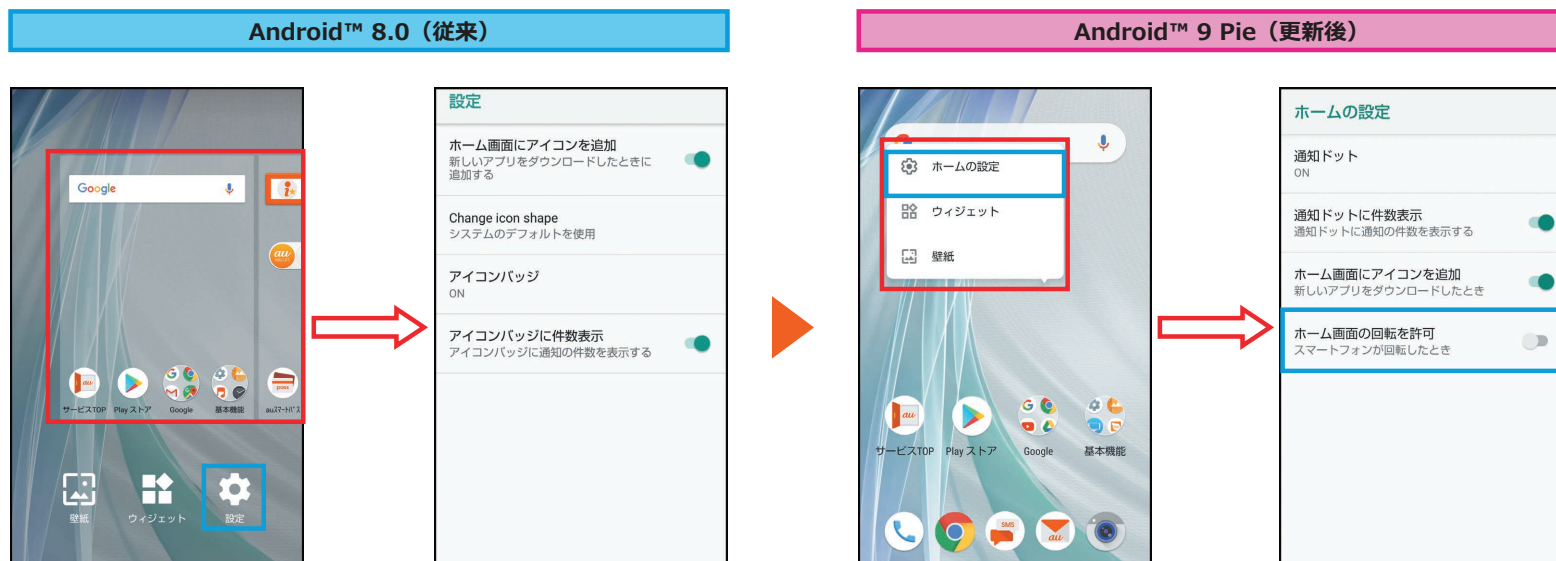 Android™ 8.0（従来）
Google
au
WALLET
au
pass
サービスTOP
Play ストア
Google
基本機能
auスマートパス
壁紙
ウィジェット
設定
設定
ホーム画面にアイコンを追加
新しいアプリをダウンロードしたときに
追加する
Change icon shape
システムのデフォルトを使用
アイコンバッジ
ON
アイコンバッジに件数表示
アイコンバッジに通知の件数を表示する
Android™ 9 Pie（更新後）
ホームの設定
ウィジェット
壁紙
au
サービスTOP
Play ストア
Google
基本機能
SMS
au
ホームの設定
通知ドット
ON
通知ドットに件数表示
通知ドットに通知の件数を表示する
ホーム画面にアイコンを追加
新しいアプリをダウンロードしたとき
ホーム画面の回転を許可
スマートフォンが回転したとき